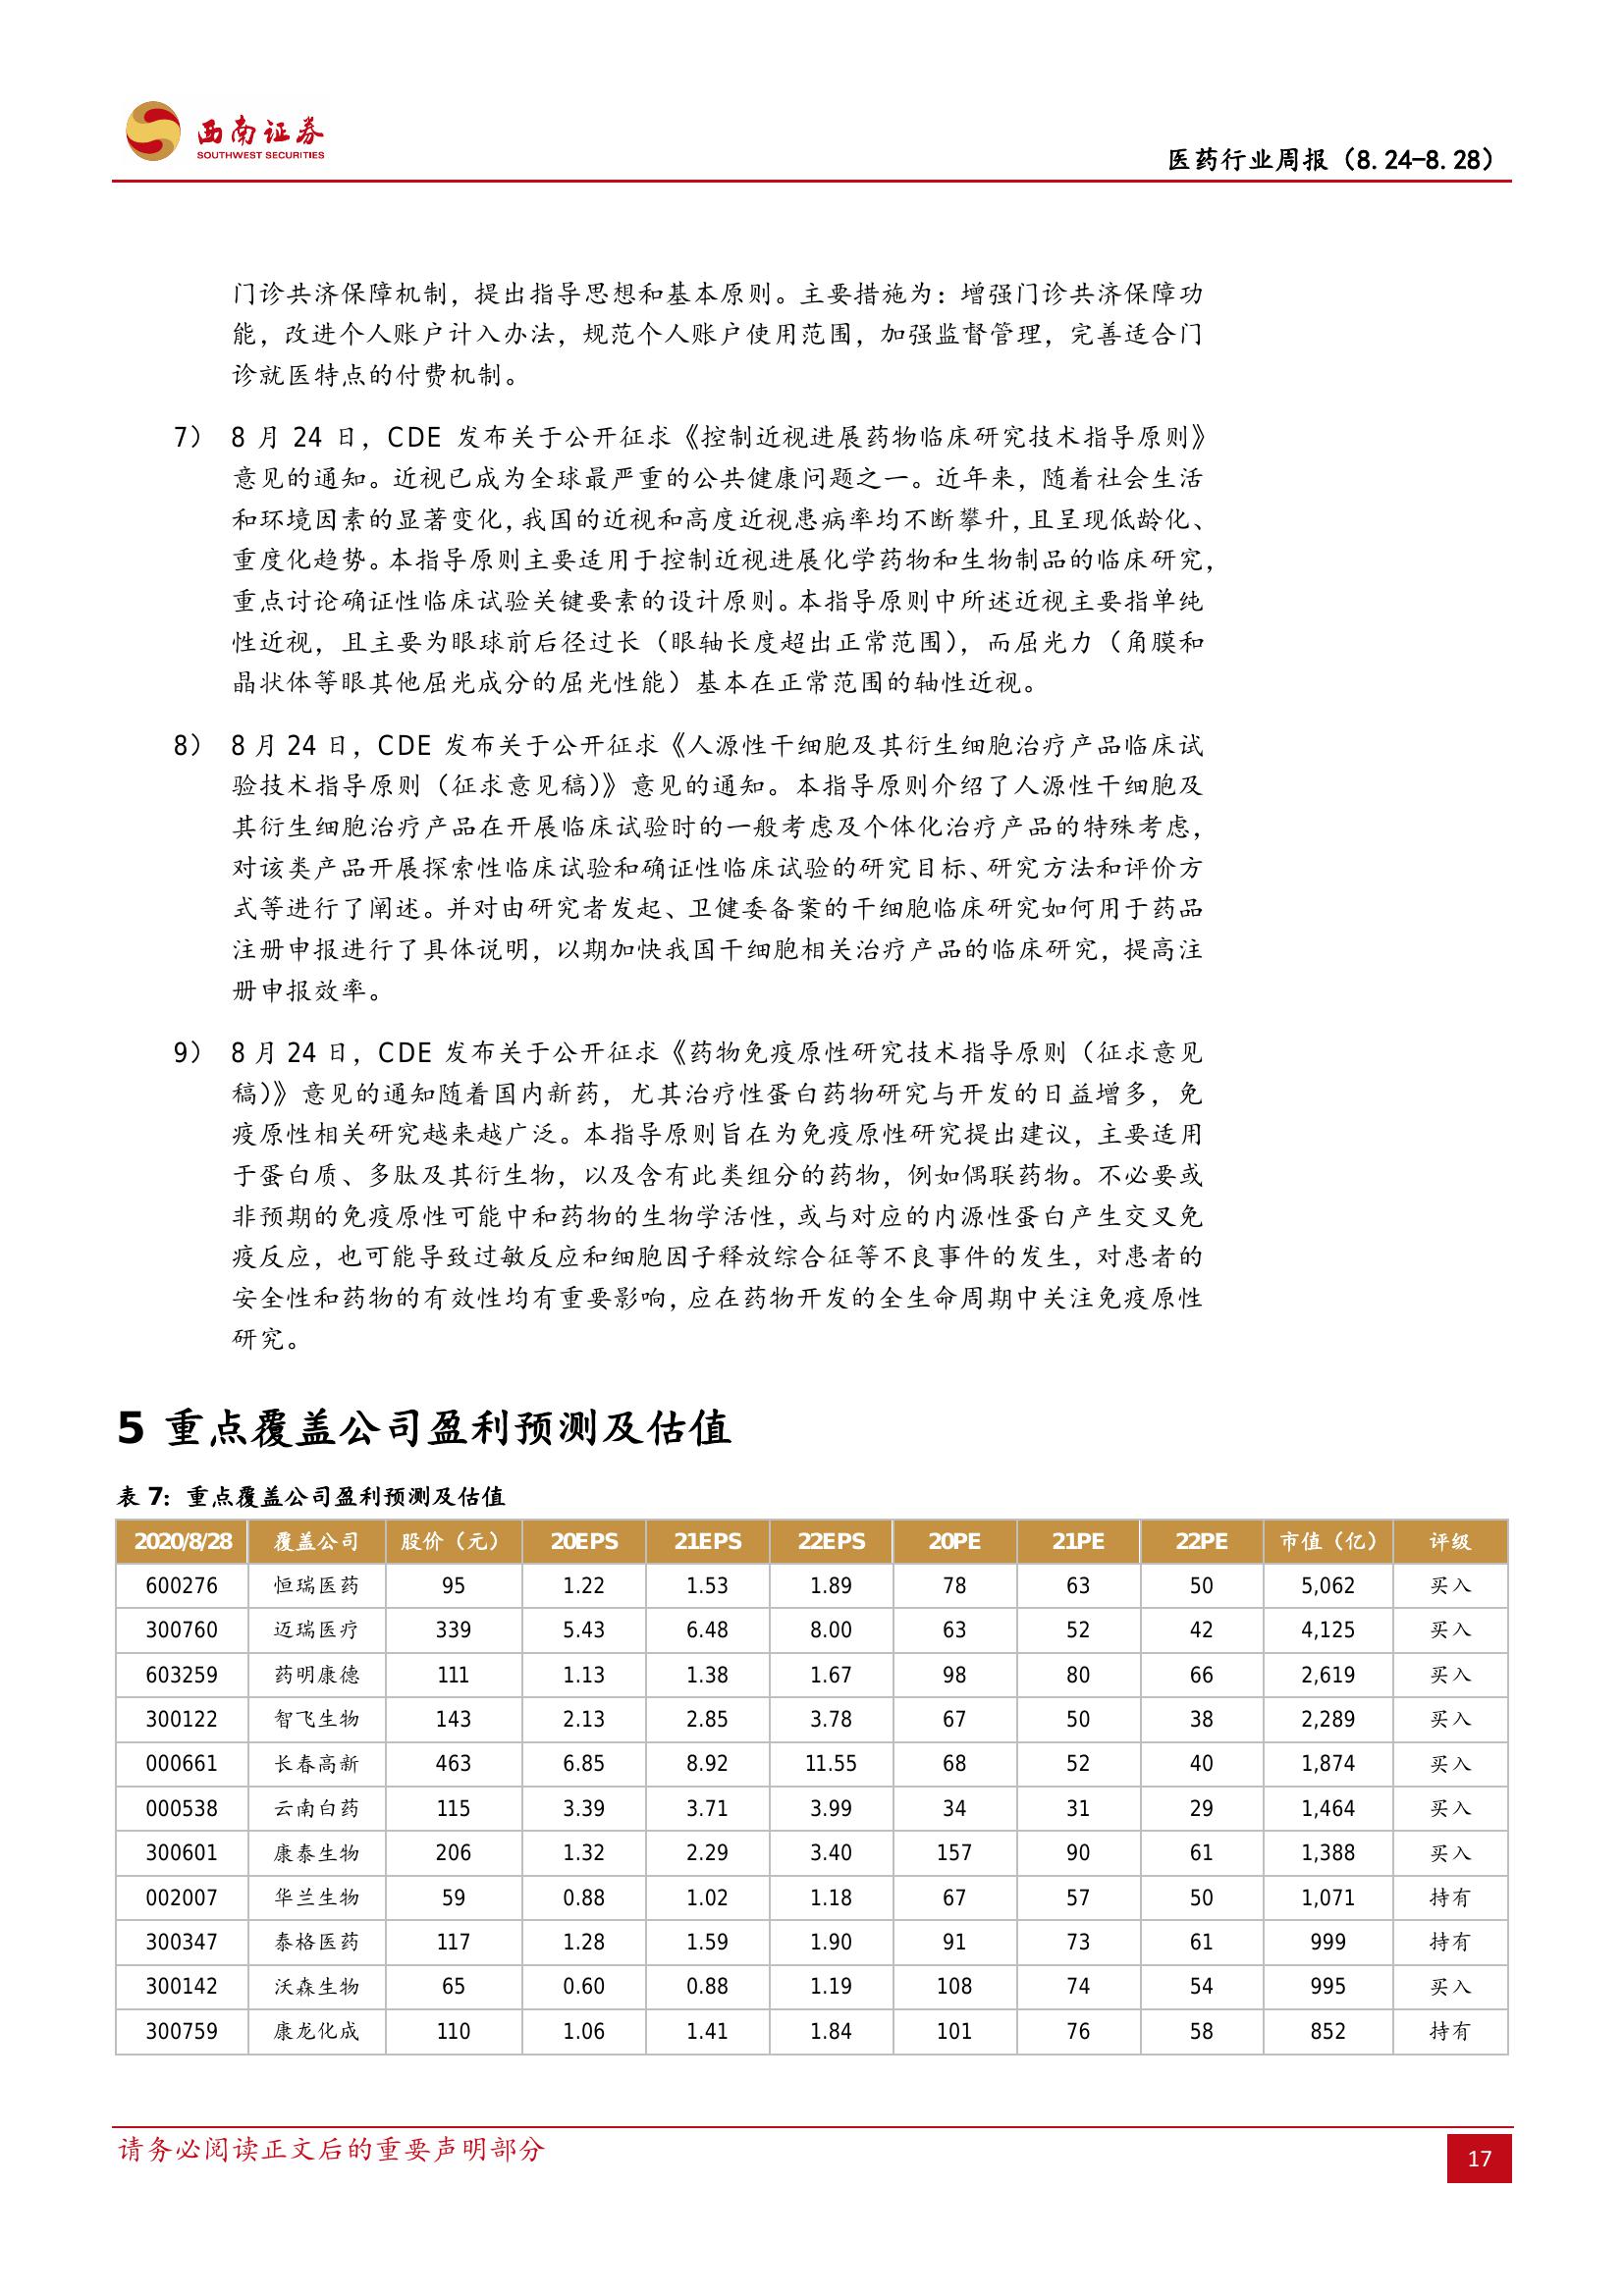 西南证券
SOUTHWEST SECURITIES
医药行业周报（8.24-8.28）
门诊共济保障机制，提出指导思想和基本原则。主要措施为：增强门诊共济保障功
能，改进个人账户计入办法，规范个人账户使用范围，加强监督管理，完善适合门
诊就医特点的付费机制。
7） 8 月 24 日，CDE 发布关于公开征求《控制近视进展药物临床研究技术指导原则》
意见的通知。近视已成为全球最严重的公共健康问题之一。近年来，随着社会生活
和环境因素的显著变化，我国的近视和高度近视患病率均不断攀升，且呈现低龄化、
重度化趋势。本指导原则主要适用于控制近视进展化学药物和生物制品的临床研究，
重点讨论确证性临床试验关键要素的设计原则。本指导原则中所述近视主要指单纯
性近视，且主要为眼球前后径过长（眼轴长度超出正常范围），而屈光力（角膜和
晶状体等眼其他屈光成分的屈光性能）基本在正常范围的轴性近视。
8） 8 月 24 日，CDE 发布关于公开征求《人源性干细胞及其衍生细胞治疗产品临床试
验技术指导原则（征求意见稿）》意见的通知。本指导原则介绍了人源性干细胞及
其衍生细胞治疗产品在开展临床试验时的一般考虑及个体化治疗产品的特殊考虑，
对该类产品开展探索性临床试验和确证性临床试验的研究目标、研究方法和评价方
式等进行了阐述。并对由研究者发起、卫健委备案的干细胞临床研究如何用于药品
注册申报进行了具体说明，以期加快我国干细胞相关治疗产品的临床研究，提高注
册申报效率。
9） 8 月 24 日，CDE 发布关于公开征求《药物免疫原性研究技术指导原则（征求意见
稿）》意见的通知随着国内新药，尤其治疗性蛋白药物研究与开发的日益增多，免
疫原性相关研究越来越广泛。本指导原则旨在为免疫原性研究提出建议，主要适用
于蛋白质、多肽及其衍生物，以及含有此类组分的药物，例如偶联药物。不必要或
非预期的免疫原性可能中和药物的生物学活性，或与对应的内源性蛋白产生交叉免
疫反应，也可能导致过敏反应和细胞因子释放综合征等不良事件的发生，对患者的
安全性和药物的有效性均有重要影响，应在药物开发的全生命周期中关注免疫原性
研究。
5 重点覆盖公司盈利预测及估值
表 7：重点覆盖公司盈利预测及估值
2020/8/28 覆盖公司 股价（元） 20EPS 21EPS 22EPS 20PE 21PE 22PE 市值（亿） 评级
600276 恒瑞医药 95 1.22 1.53 1.89 78 63 50 5,062 买入
300760 迈瑞医疗 339 5.43 6.48 8.00 63 52 42 4,125 买入
603259 药明康德 111 1.13 1.38 1.67 98 80 66 2,619 买入
300122 智飞生物 143 2.13 2.85 3.78 67 50 38 2,289 买入
000661 长春高新 463 6.85 8.92 11.55 68 52 40 1,874 买入
000538 云南白药 115 3.39 3.71 3.99 34 31 29 1,464 买入
300601 康泰生物 206 1.32 2.29 3.40 157 90 61 1,388 买入
002007 华兰生物 59 0.88 1.02 1.18 67 57 50 1,071 持有
300347 泰格医药 117 1.28 1.59 1.90 91 73 61 999 持有
300142 沃森生物 65 0.60 0.88 1.19 108 74 54 995 买入
300759 康龙化成 110 1.06 1.41 1.84 101 76 58 852 持有
请务必阅读正文后的重要声明部分
17